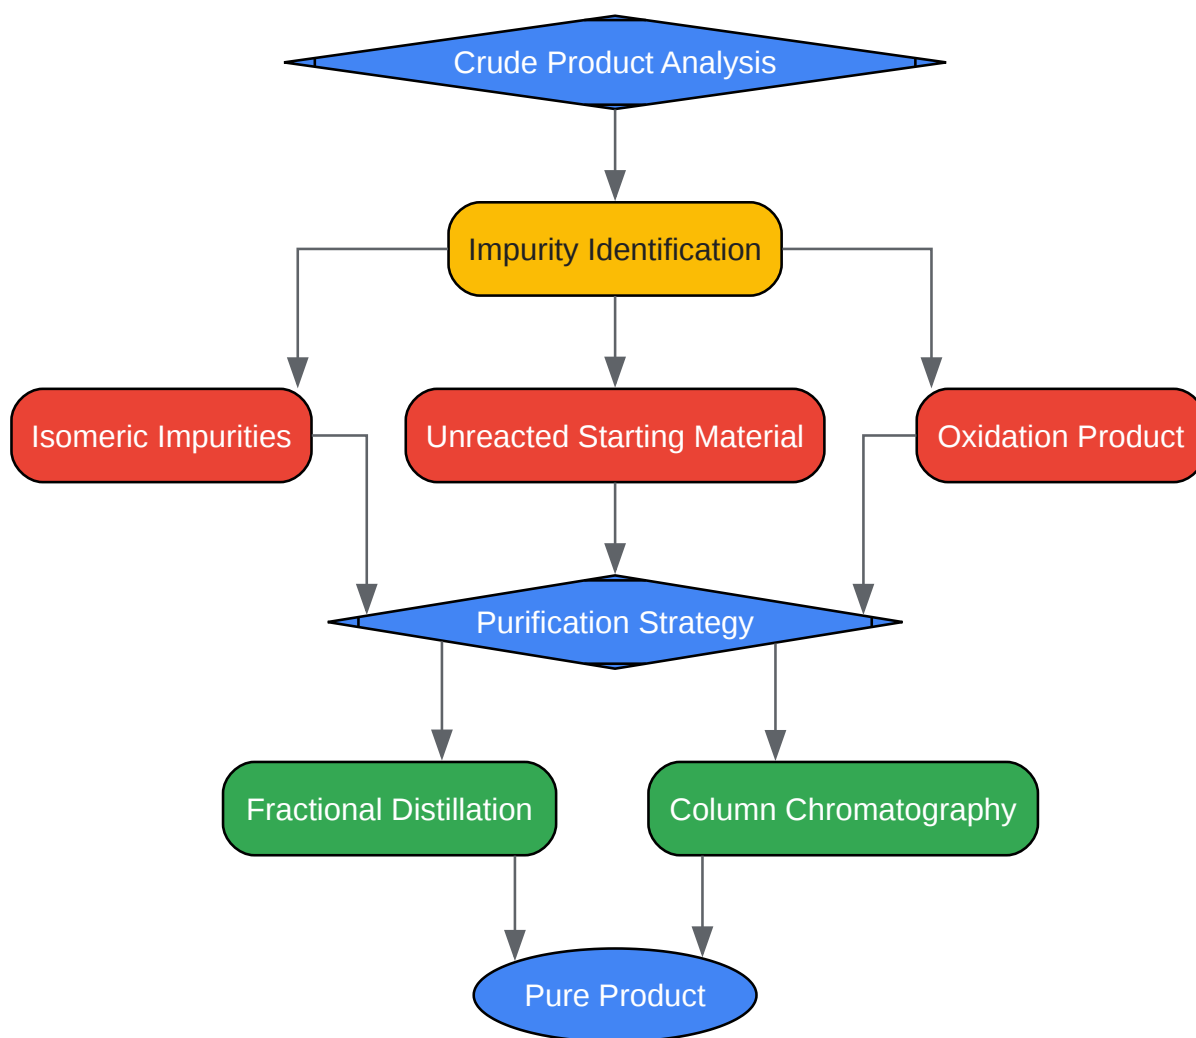 Crude Product Analysis
Impurity Identification
Isomeric Impurities
Unreacted Starting Material
Oxidation Product
Purification Strategy
Fractional Distillation
Column Chromatography
Pure Product